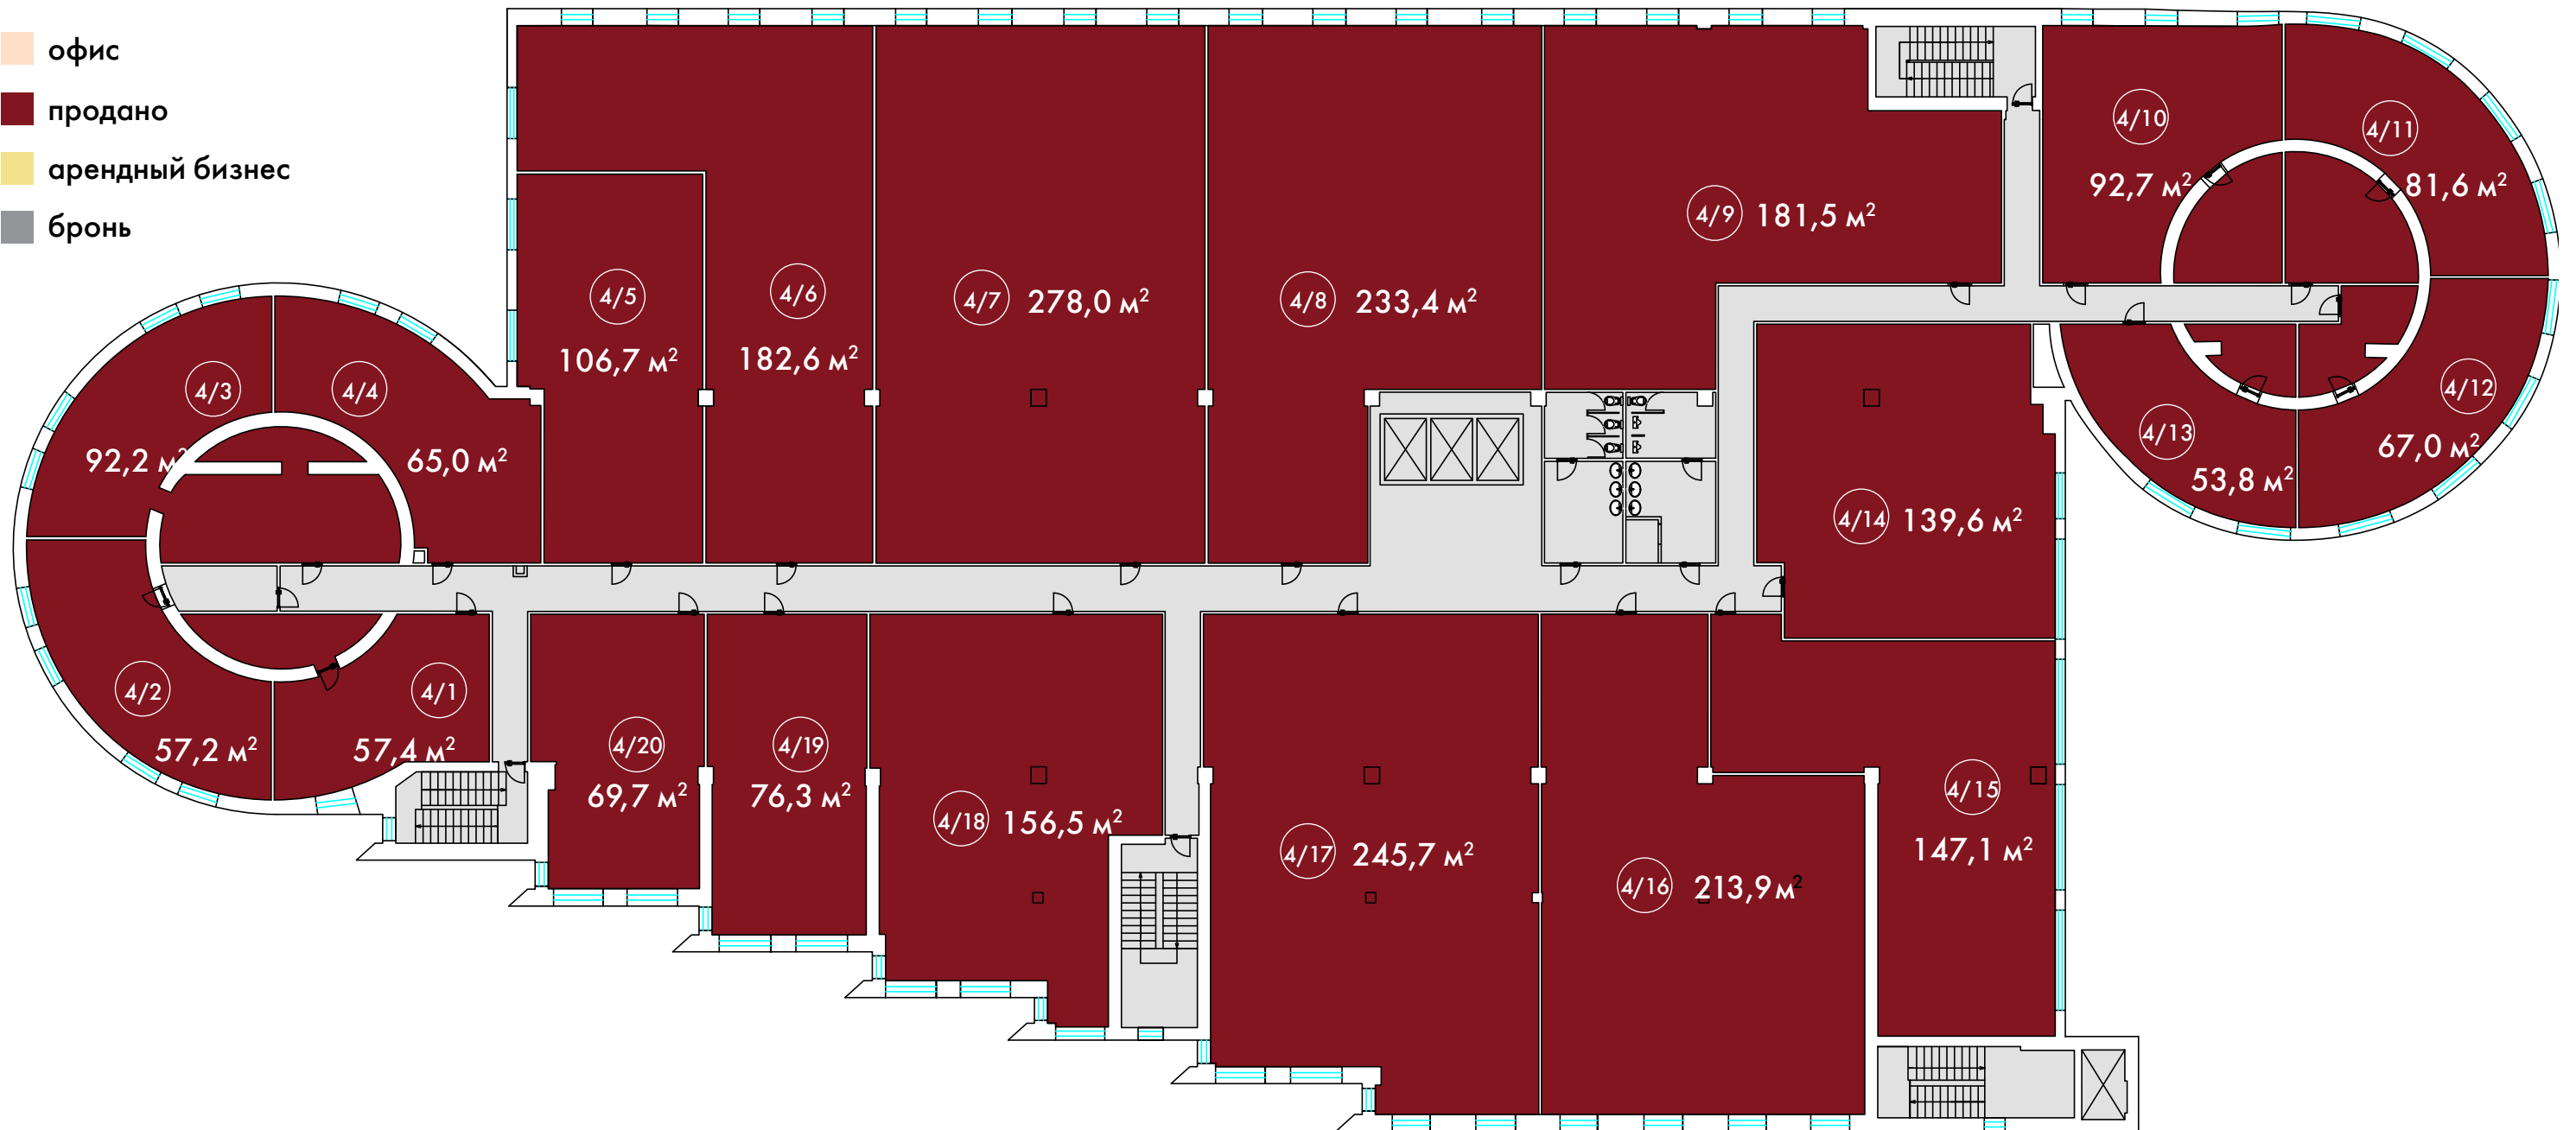 офис
продано
арендный бизнес
бронь
4/10
4/11
92,7 м²
81,6 м²
4/9 181,5 м²
4/5
4/6
4/7 278,0 м²
4/8 233,4 м²
106,7 м²
182,6 м²
4/3
4/4
4/12
92,2 м²
65,0 м²
4/13
67,0 м²
53,8 м²
4/14 139,6 м²
4/2
4/1
57,2 м²
57,4 м²
4/20
4/19
69,7 м²
76,3 м²
4/18 156,5 м²
4/15
147,1 м²
4/17 245,7 м²
4/16 213,9 м²